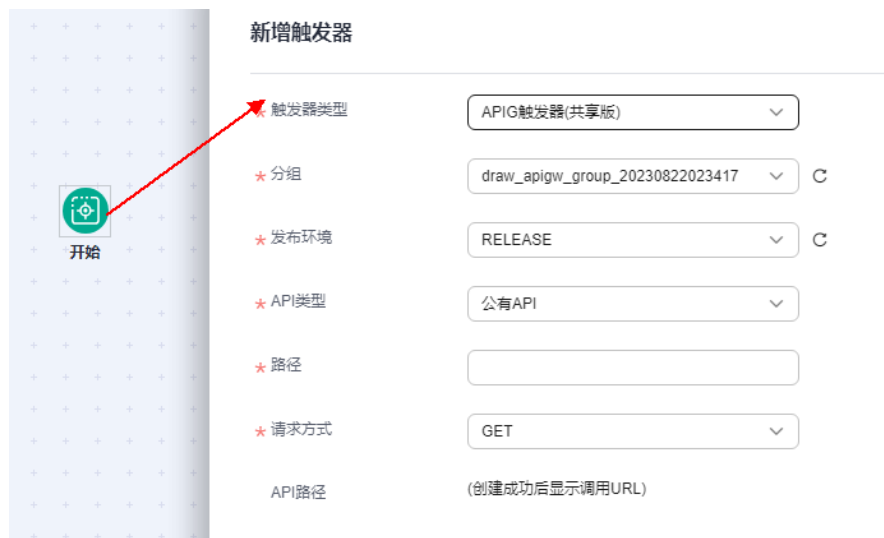 新增触发器
* 触发器类型 APIG触发器(共享版)
* 分组 draw_apigw_group_20230822023417
* 发布环境 RELEASE
* API类型 公有API
* 路径
* 请求方式 GET
API路径 (创建成功后显示调用URL)
开始